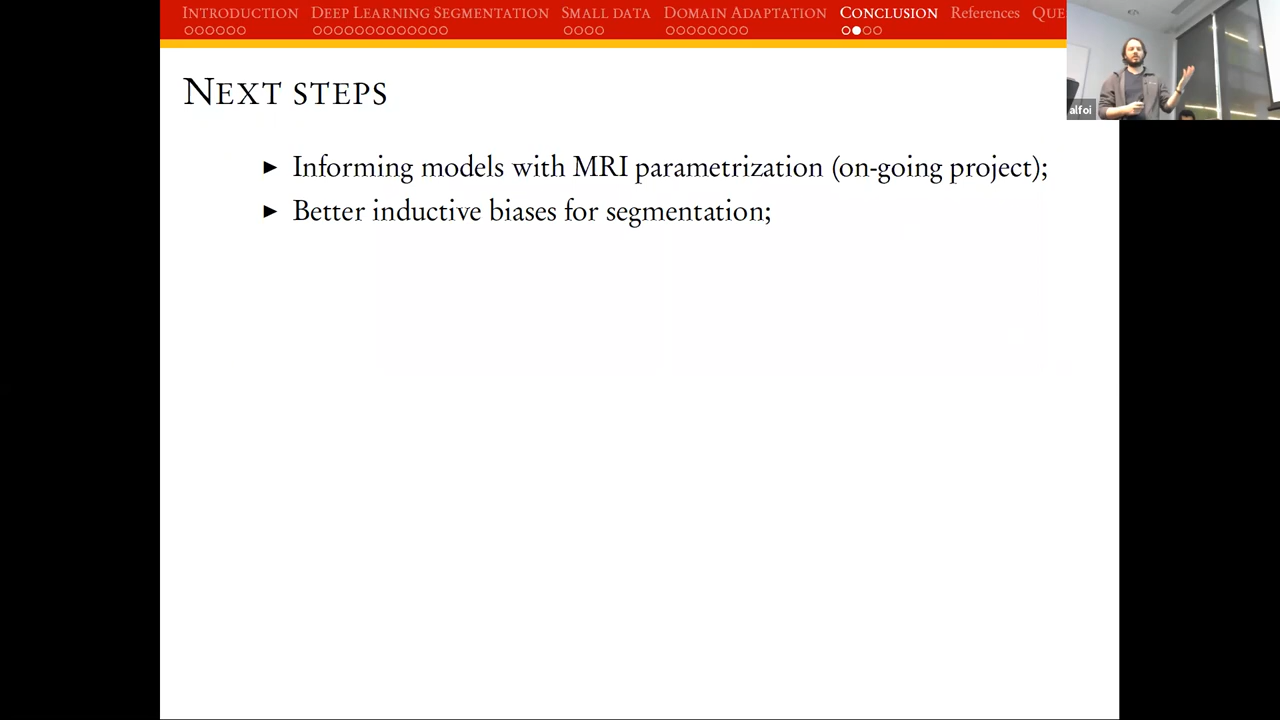 INTRODUCTION DEEP LEARNING SEGMENTATION SMALL DATA DOMAIN ADAPTATION CONCLUSION References QUE
alfoi
NEXT STEPS
► Informing models with MRI parametrization (on-going project);
► Better inductive biases for segmentation;